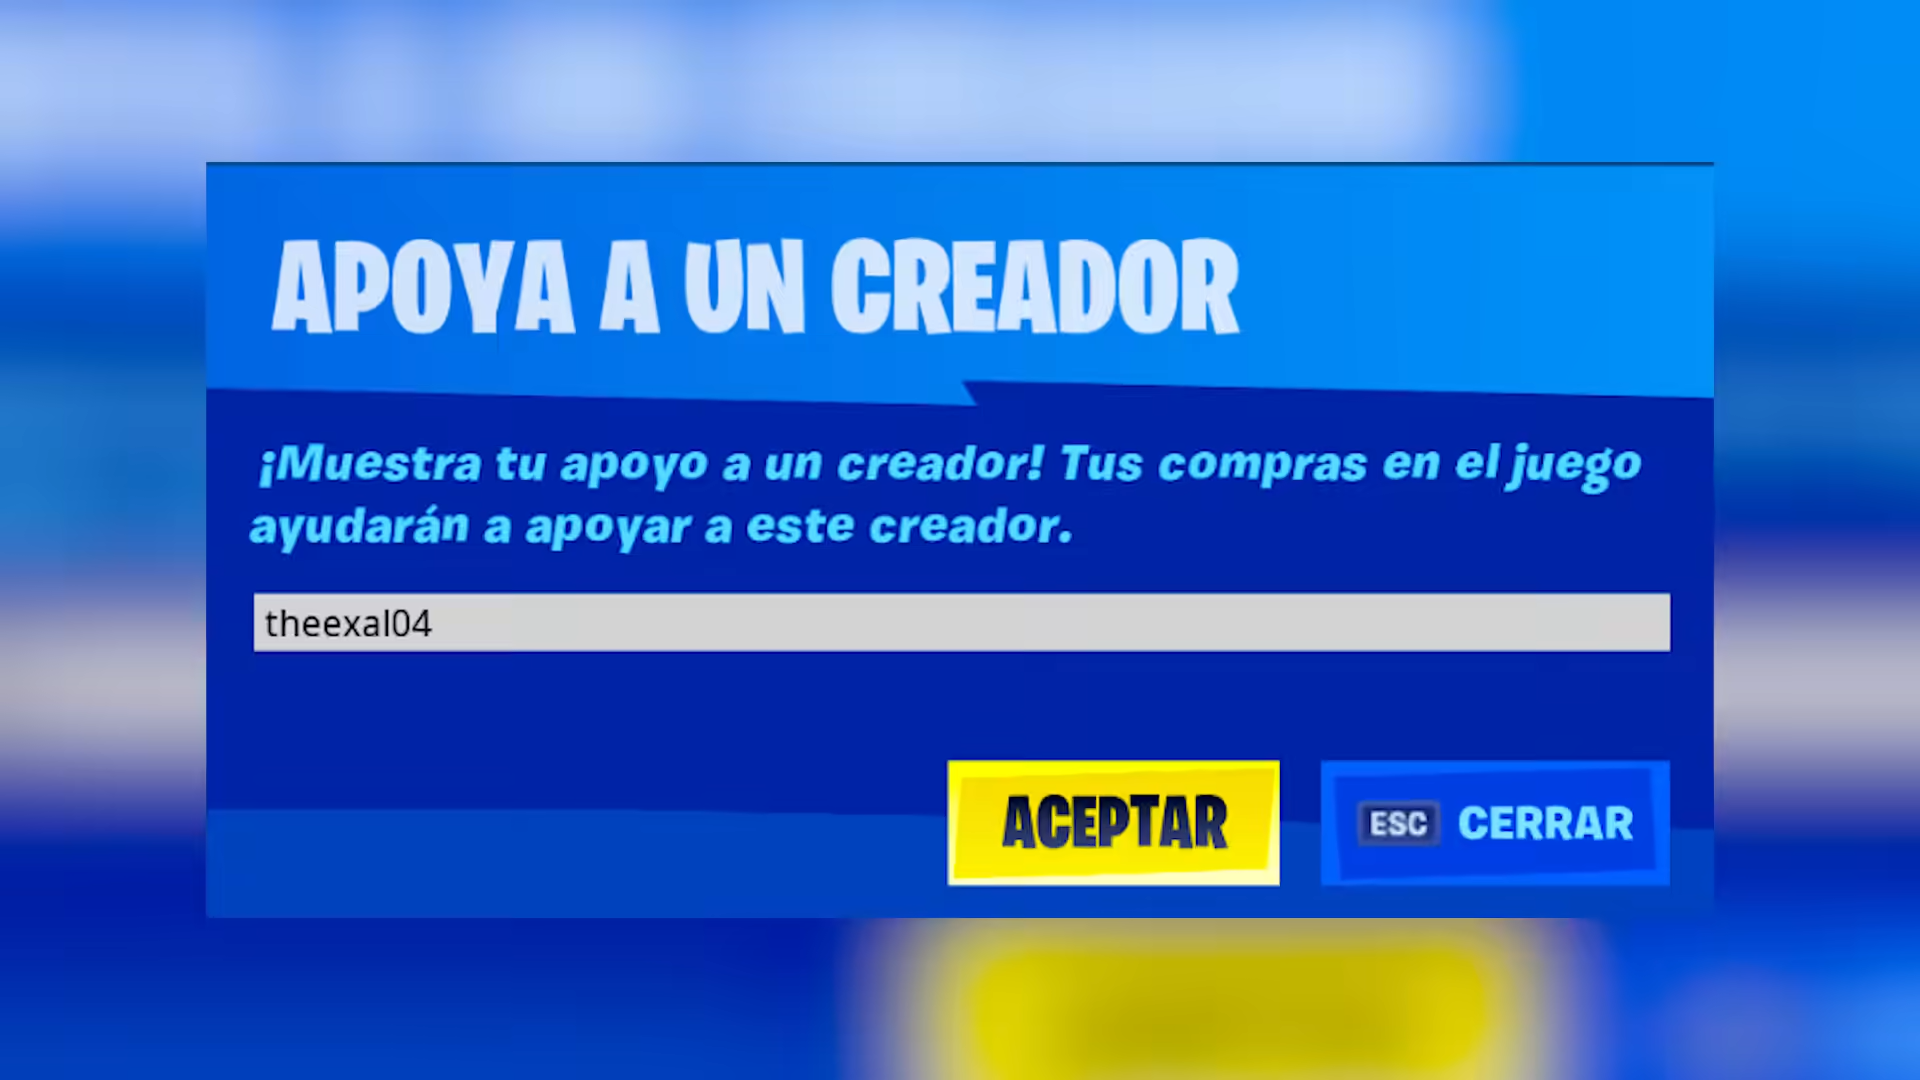 APOYA A UN CREADOR
¡Muestra tu apoyo a un creador! Tus compras en el juego
ayudarán a apoyar a este creador.
theexal04
ACEPTAR
ESC CERRAR